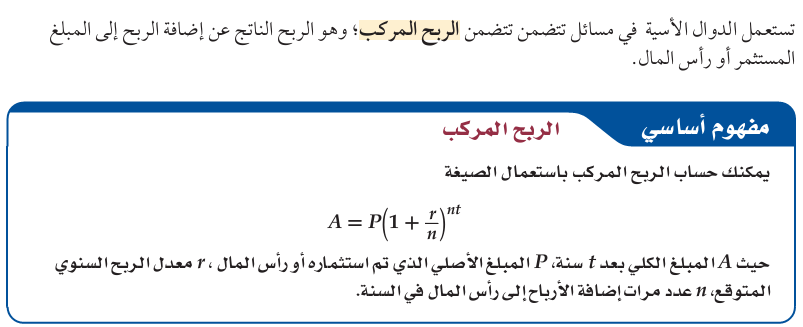 تستعمل الدوال الأسية في مسائل تتضمن تتضمن الربح المركب؛ وهو الربح الناتج عن إضافة الربح إلى المبلغ
المستثمر أو رأس المال.
مفهوم أساسي الربح المركب
يمكنك حساب الربح المركب باستعمال الصيغة
A = P(1 + r/n)^nt
حيث A المبلغ الكلي بعد t سنة، P المبلغ الأصلي الذي تم استثماره أو رأس المال ، r معدل الربح السنوي
المتوقع، n عدد مرات إضافة الأرباح إلى رأس المال في السنة.